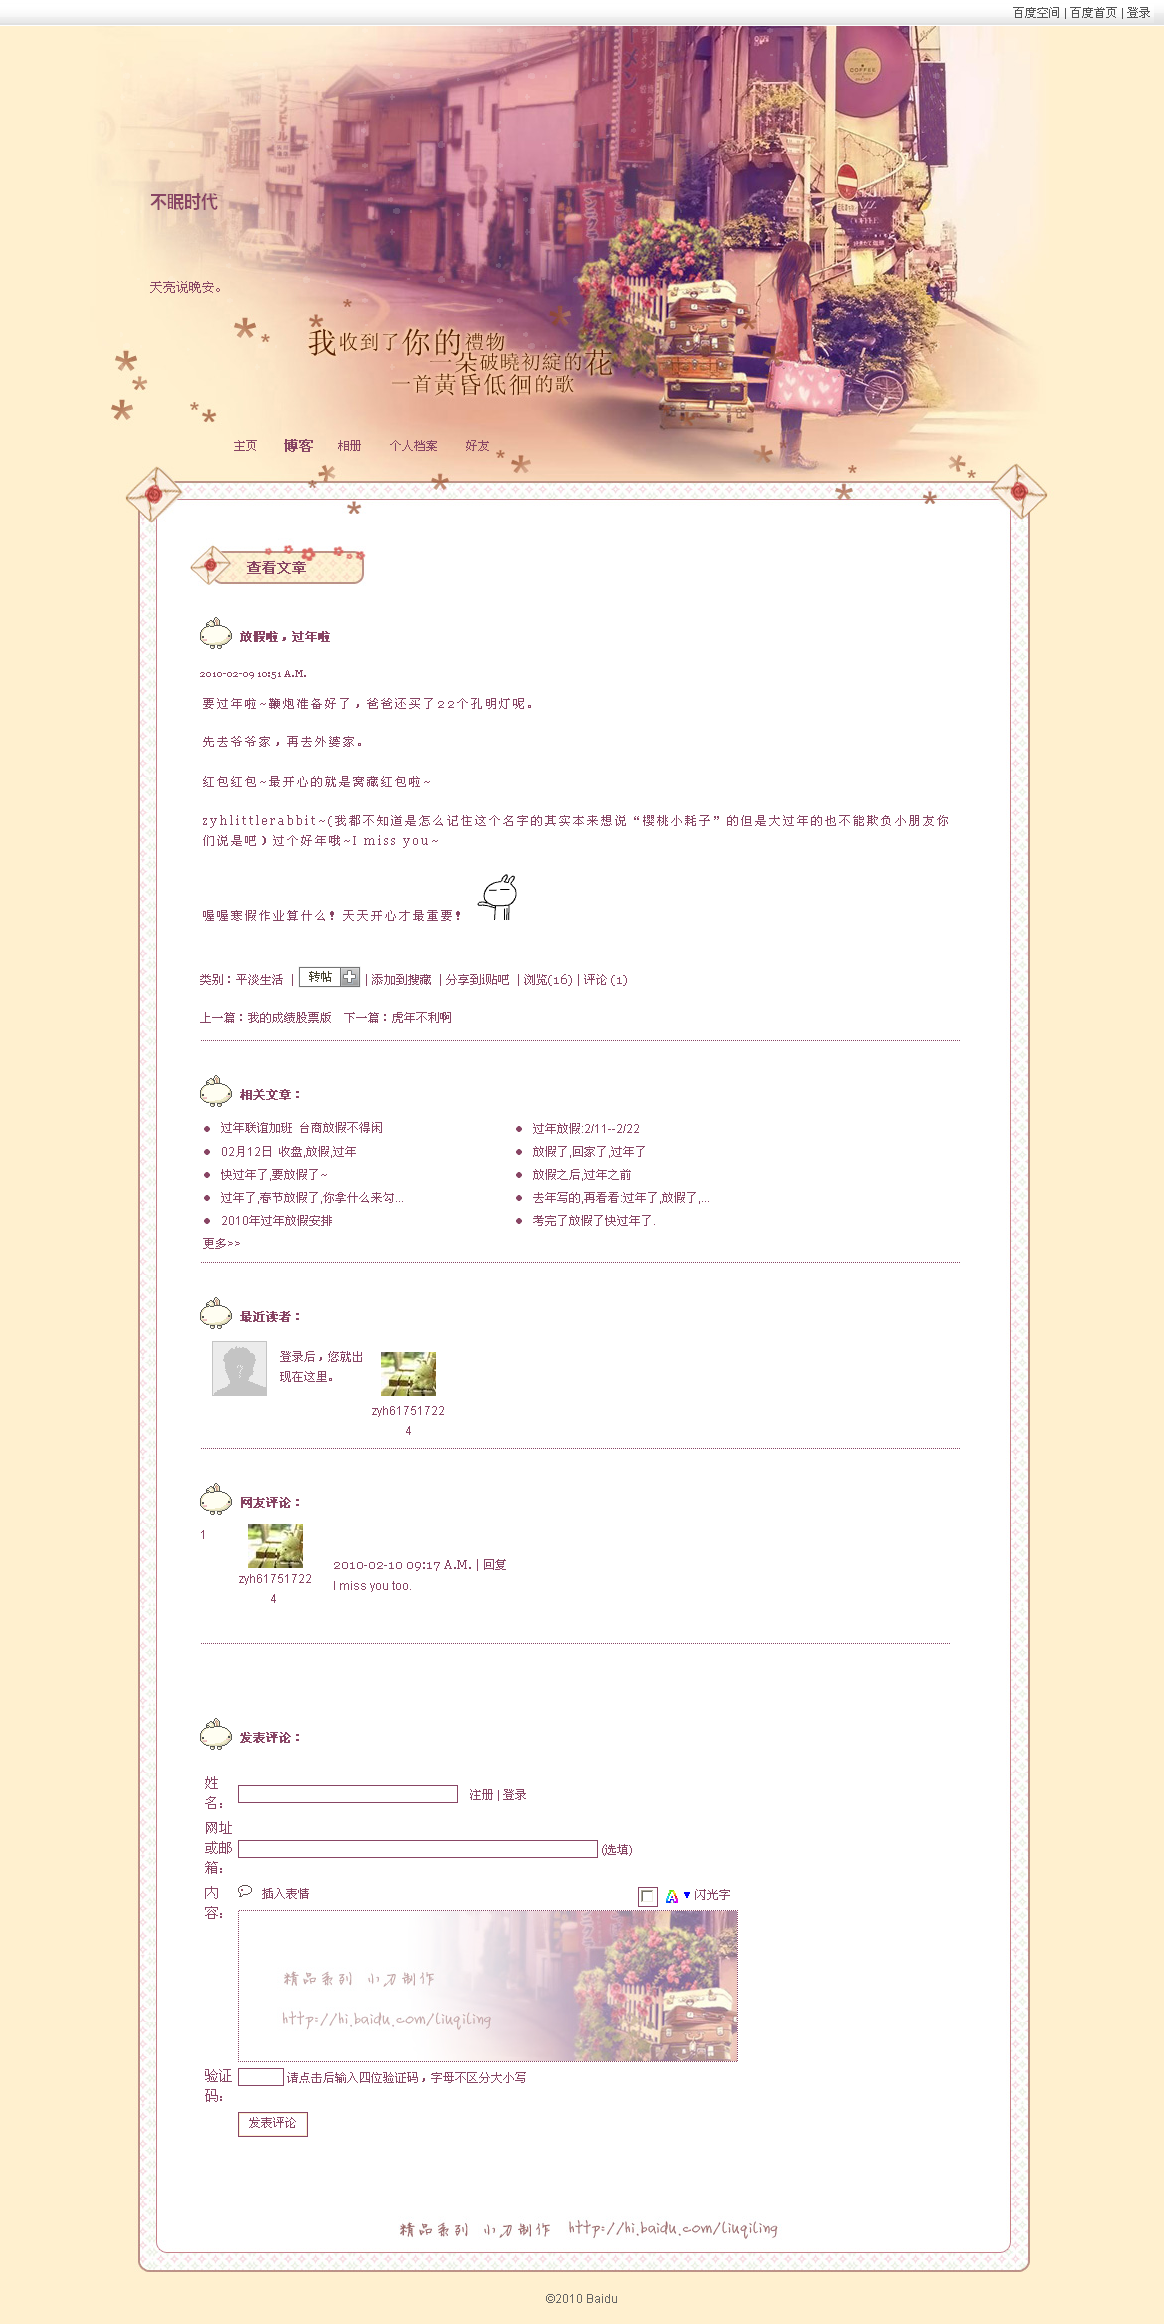 百度空间 | 百度首页 | 登录
COFFEE
不眠时代
天亮说晚安。
我收到了你的禮物
一朵破曉初綻的花
一首黃昏低徊的歌
主页 博客 相册 个人档案 好友
查看文章
放假啦，过年啦
2010-02-09 10:51 A.M.
要过年啦~鞭炮准备好了，爸爸还买了22个孔明灯呢。
先去爷爷家，再去外婆家。
红包红包~最开心的就是窝藏红包啦~
zyhlittlerabbit~(我都不知道是怎么记住这个名字的其实本来想说“樱桃小耗子”的但是大过年的也不能欺负小朋友你
们说是吧）过个好年哦~I miss you~
喔喔寒假作业算什么！天天开心才最重要！
类别：平淡生活 | 转帖 | 添加到搜藏 | 分享到i贴吧 | 浏览(16) | 评论 (1)
上一篇：我的成绩股票版 下一篇：虎年不利啊
相关文章：
过年联谊加班 台商放假不得闲 过年放假:2/11--2/22
02月12日 收盘,放假,过年 放假了,回家了,过年了
快过年了,要放假了~ 放假之后,过年之前
过年了,春节放假了,你拿什么来勾... 去年写的,再看看:过年了,放假了,...
2010年过年放假安排 考完了放假了快过年了.
更多>>
最近读者：
登录后，您就出
现在这里。
zyh61751722
4
网友评论：
1
zyh61751722
4
2010-02-10 09:17 A.M. | 回复
I miss you too.
发表评论：
姓
名：
注册 | 登录
网址
或邮
箱：
(选填)
内
容：
插入表情 闪光字
精品系列 小刀制作
http://hi.baidu.com/liuqiling
验证
码：
请点击后输入四位验证码，字母不区分大小写
发表评论
精品系列 小刀制作 http://hi.baidu.com/liuqiling
©2010 Baidu